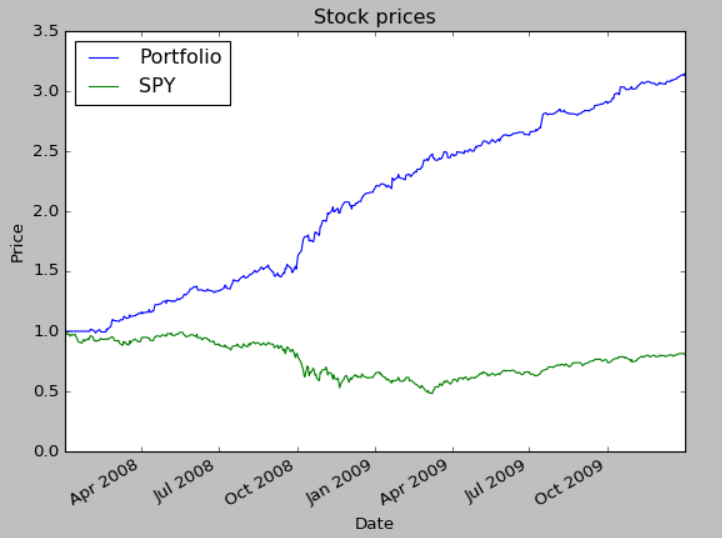 Stock prices
3.5
3.0
2.5
2.0
1.5
1.0
0.5
0.0
Price
Portfolio
SPY
Apr 2008
Jul 2008
Oct 2008
Jan 2009
Apr 2009
Jul 2009
Oct 2009
Date